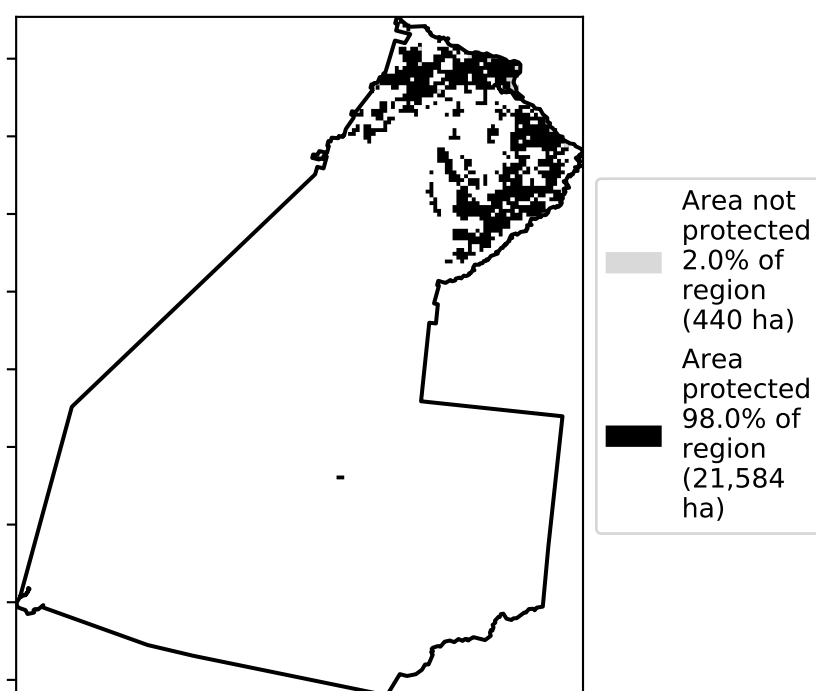 Area not
protected
2.0% of
region
(440 ha)
Area
protected
98.0% of
region
(21,584
ha)